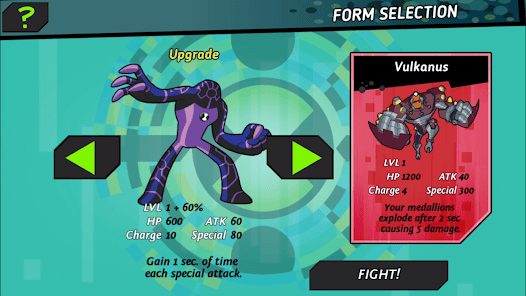 ?
FORM SELECTION
Upgrade
LVL 1 + 60%
HP 600 ATK 60
Charge 10 Special 80
Gain 1 sec. of time
each special attack.
Vulkanus
LVL 1
HP 1200 ATK 40
Charge 4 Special 300
Your medallions
explode after 2 sec
causing 5 damage.
FIGHT!